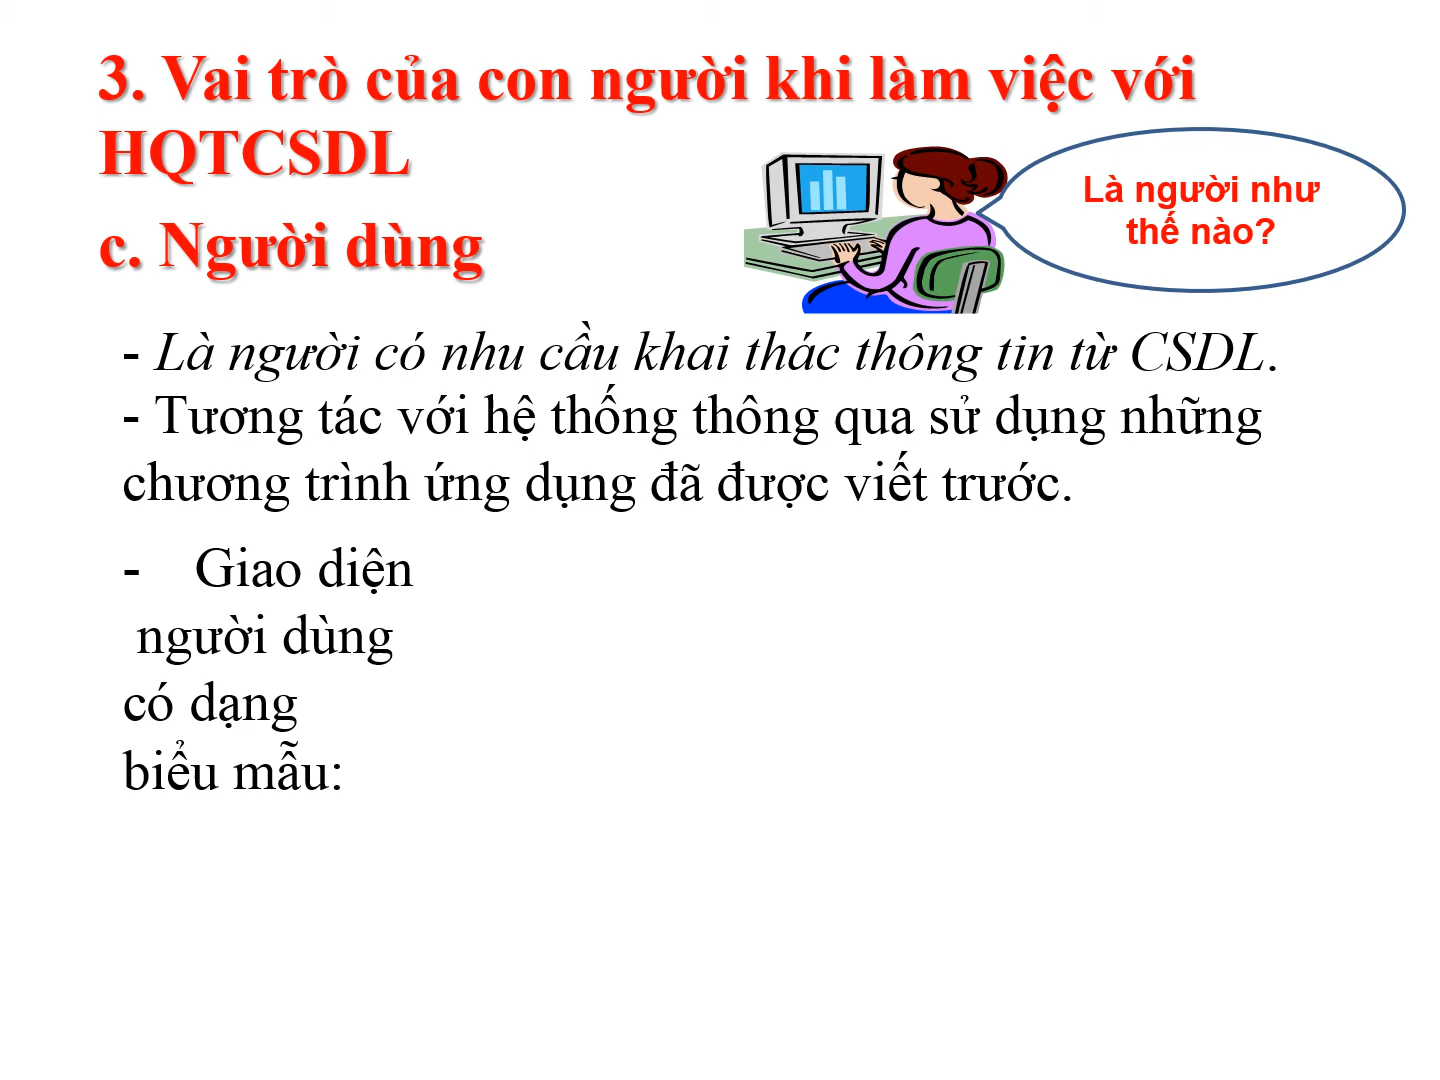 3. Vai trò của con người khi làm việc với
HQTCSDL
Là người như
thế nào?
c. Người dùng
- Là người có nhu cầu khai thác thông tin từ CSDL.
- Tương tác với hệ thống thông qua sử dụng những
chương trình ứng dụng đã được viết trước.
- Giao diện
người dùng
có dạng
biểu mẫu: